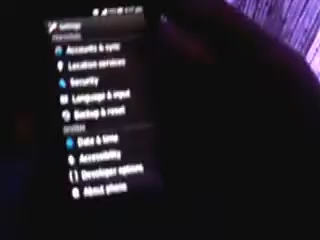 Settings
Accounts & sync
Location services
Security
Language & input
Backup & reset
Date & time
Accessibility
Developer options
About phone